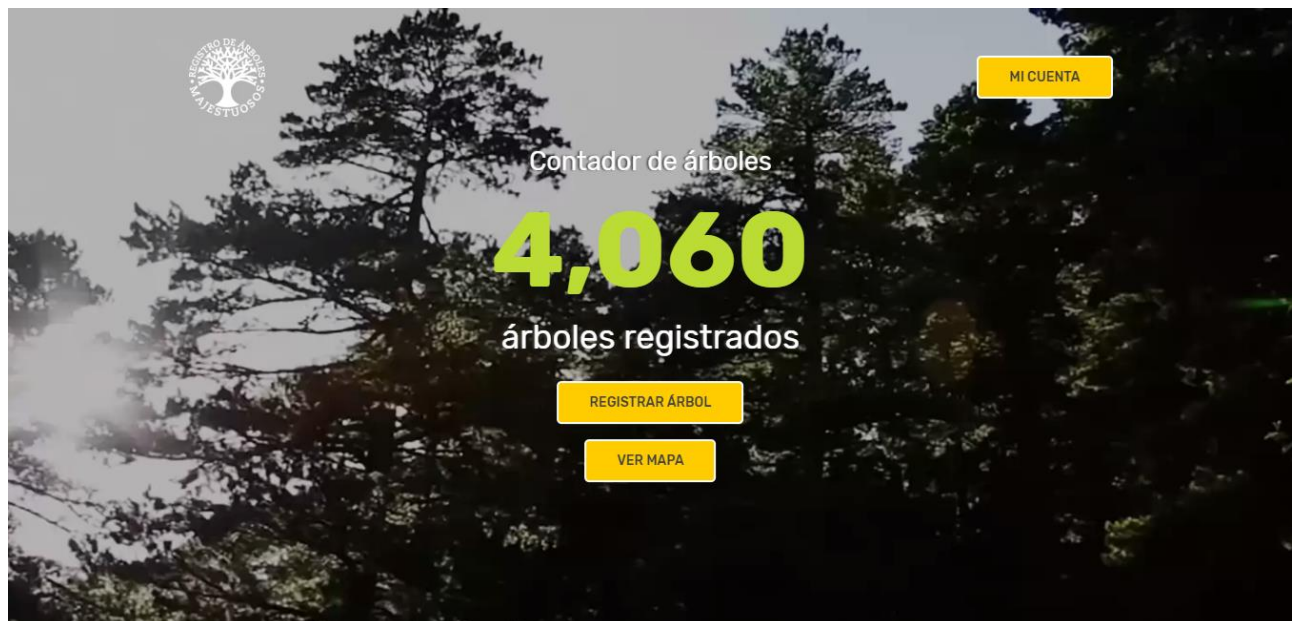 REGISTRO DE ÁRBOLES
MAJESTUOSOS
MI CUENTA
Contador de árboles
4,060
árboles registrados
REGISTRAR ÁRBOL
VER MAPA